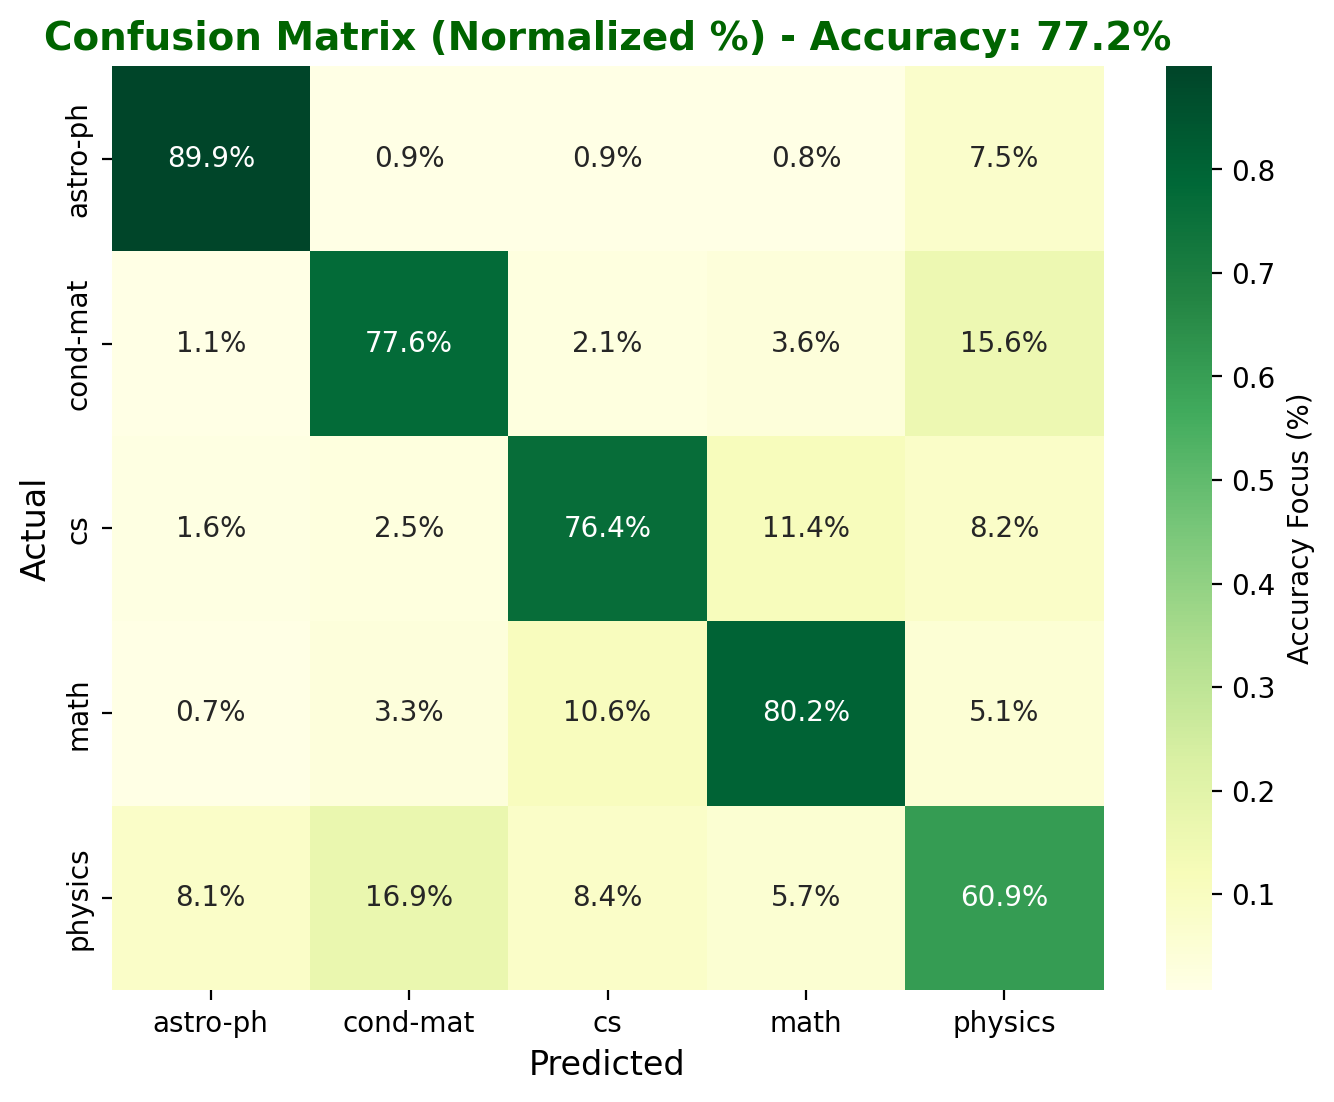 Confusion Matrix (Normalized %) - Accuracy: 77.2%
Actual
astro-ph
89.9% 0.9% 0.9% 0.8% 7.5%
cond-mat
1.1% 77.6% 2.1% 3.6% 15.6%
cs
1.6% 2.5% 76.4% 11.4% 8.2%
math
0.7% 3.3% 10.6% 80.2% 5.1%
physics
8.1% 16.9% 8.4% 5.7% 60.9%
astro-ph cond-mat cs math physics
Predicted
0.8
0.7
0.6
0.5
0.4
0.3
0.2
0.1
Accuracy Focus (%)